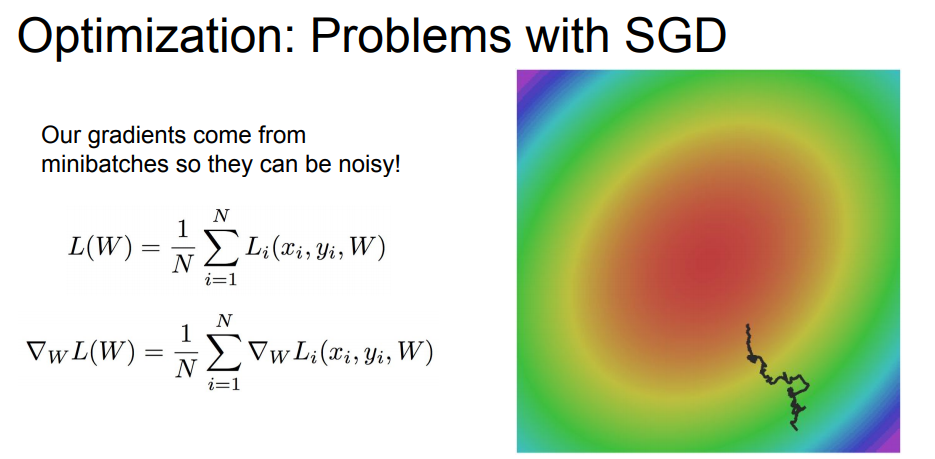 Optimization: Problems with SGD
Our gradients come from
minibatches so they can be noisy!
L(W) = \frac{1}{N} \sum_{i=1}^{N} L_i(x_i, y_i, W)
\nabla_W L(W) = \frac{1}{N} \sum_{i=1}^{N} \nabla_W L_i(x_i, y_i, W)